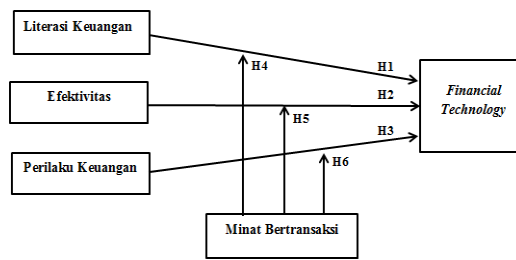 Literasi Keuangan
H4
H1
Efektivitas
H2
Financial
Technology
H5
H3
Perilaku Keuangan
H6
Minat Bertransaksi